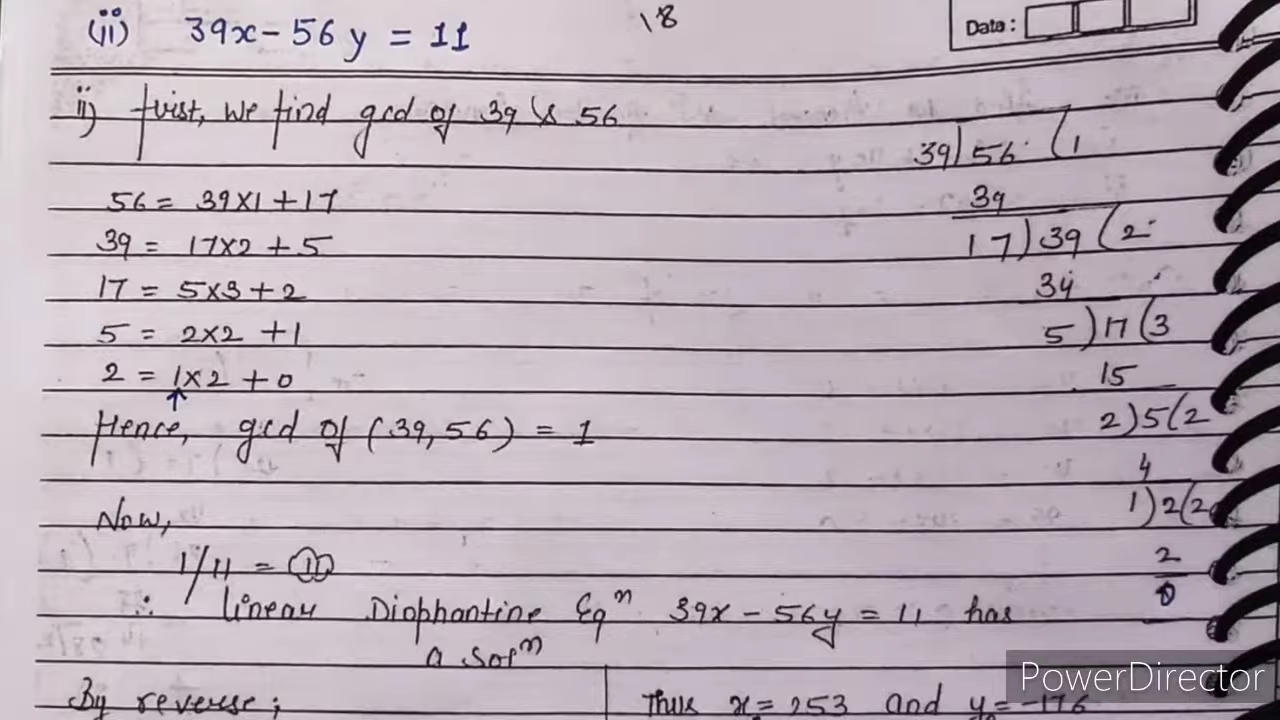 (ii) 39x - 56y = 11
18
Date :
ii) first, we find gcd of 39 & 56
39)56(1
56 = 39×1 + 17
39
39 = 17×2 + 5
17)39(2
17 = 5×3 + 2
34
5 = 2×2 + 1
5)17(3
2 = 1×2 + 0
15
↑
Hence, gcd of (39, 56) = 1
2)5(2
4
Now,
1)2(2
1/11 = 11
2
0
∴ linear Diophantine Eqⁿ 39x - 56y = 11 has
a solⁿ
PowerDirector
By reverse;
Thus x₀ = 253 and y₀ = -176